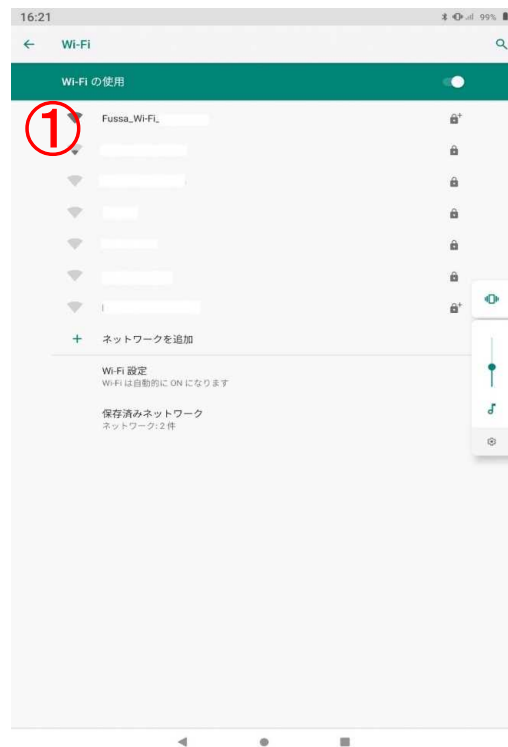 16:21
99%
Wi-Fi
Wi-Fi の使用
①
Fussa_Wi-Fi_
ネットワークを追加
Wi-Fi 設定
Wi-Fi は自動的に ON になります
保存済みネットワーク
ネットワーク: 2 件